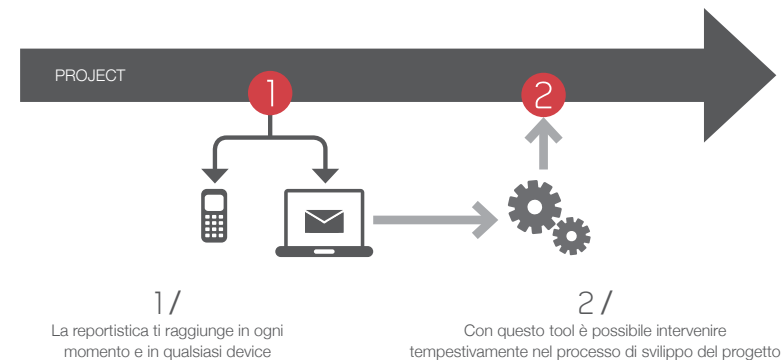 PROJECT
1
2
1/
La reportistica ti raggiunge in ogni
momento e in qualsiasi device
2/
Con questo tool è possibile intervenire
tempestivamente nel processo di sviluppo del progetto